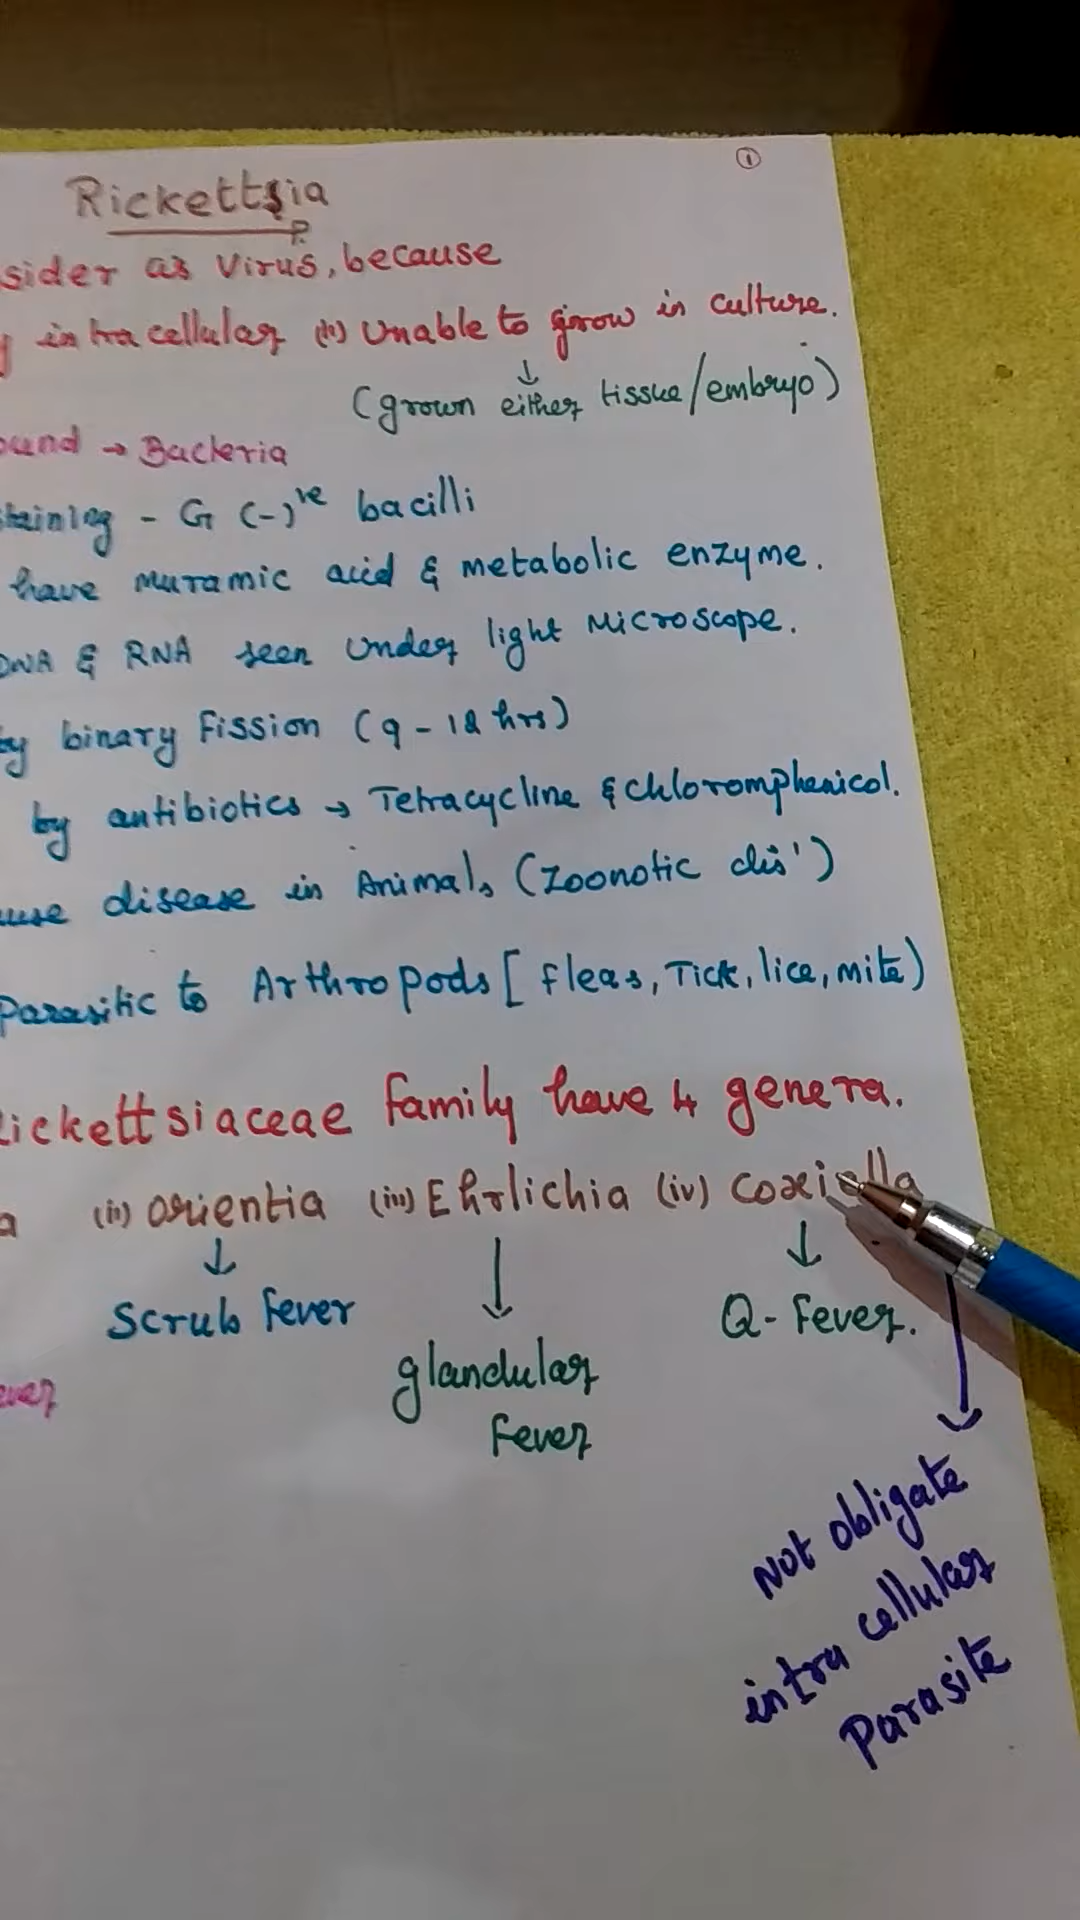 ①
Rickettsia
sider as Virus, because
intracellular (ii) Unable to grow in culture.
↓
(grown either tissue/embryo)
ound → Bacteria
staining - G (-)ve bacilli
have muramic acid & metabolic enzyme.
DNA & RNA seen Under light Microscope.
by binary Fission (9-12 hrs)
by antibiotics → Tetracycline & chloromphenicol.
ause disease in Animals (Zoonotic dis')
Parasitic to Arthropods [fleas, Tick, lice, mite)
ickettsiaceae family have 4 genera.
a (ii) orientia (iii) Ehrlichia (iv) coxiella
↓ ↓ ↓
Scrub Fever Q-Fever.
ever glandular
Fever
Not obligate
intra cellular
Parasite